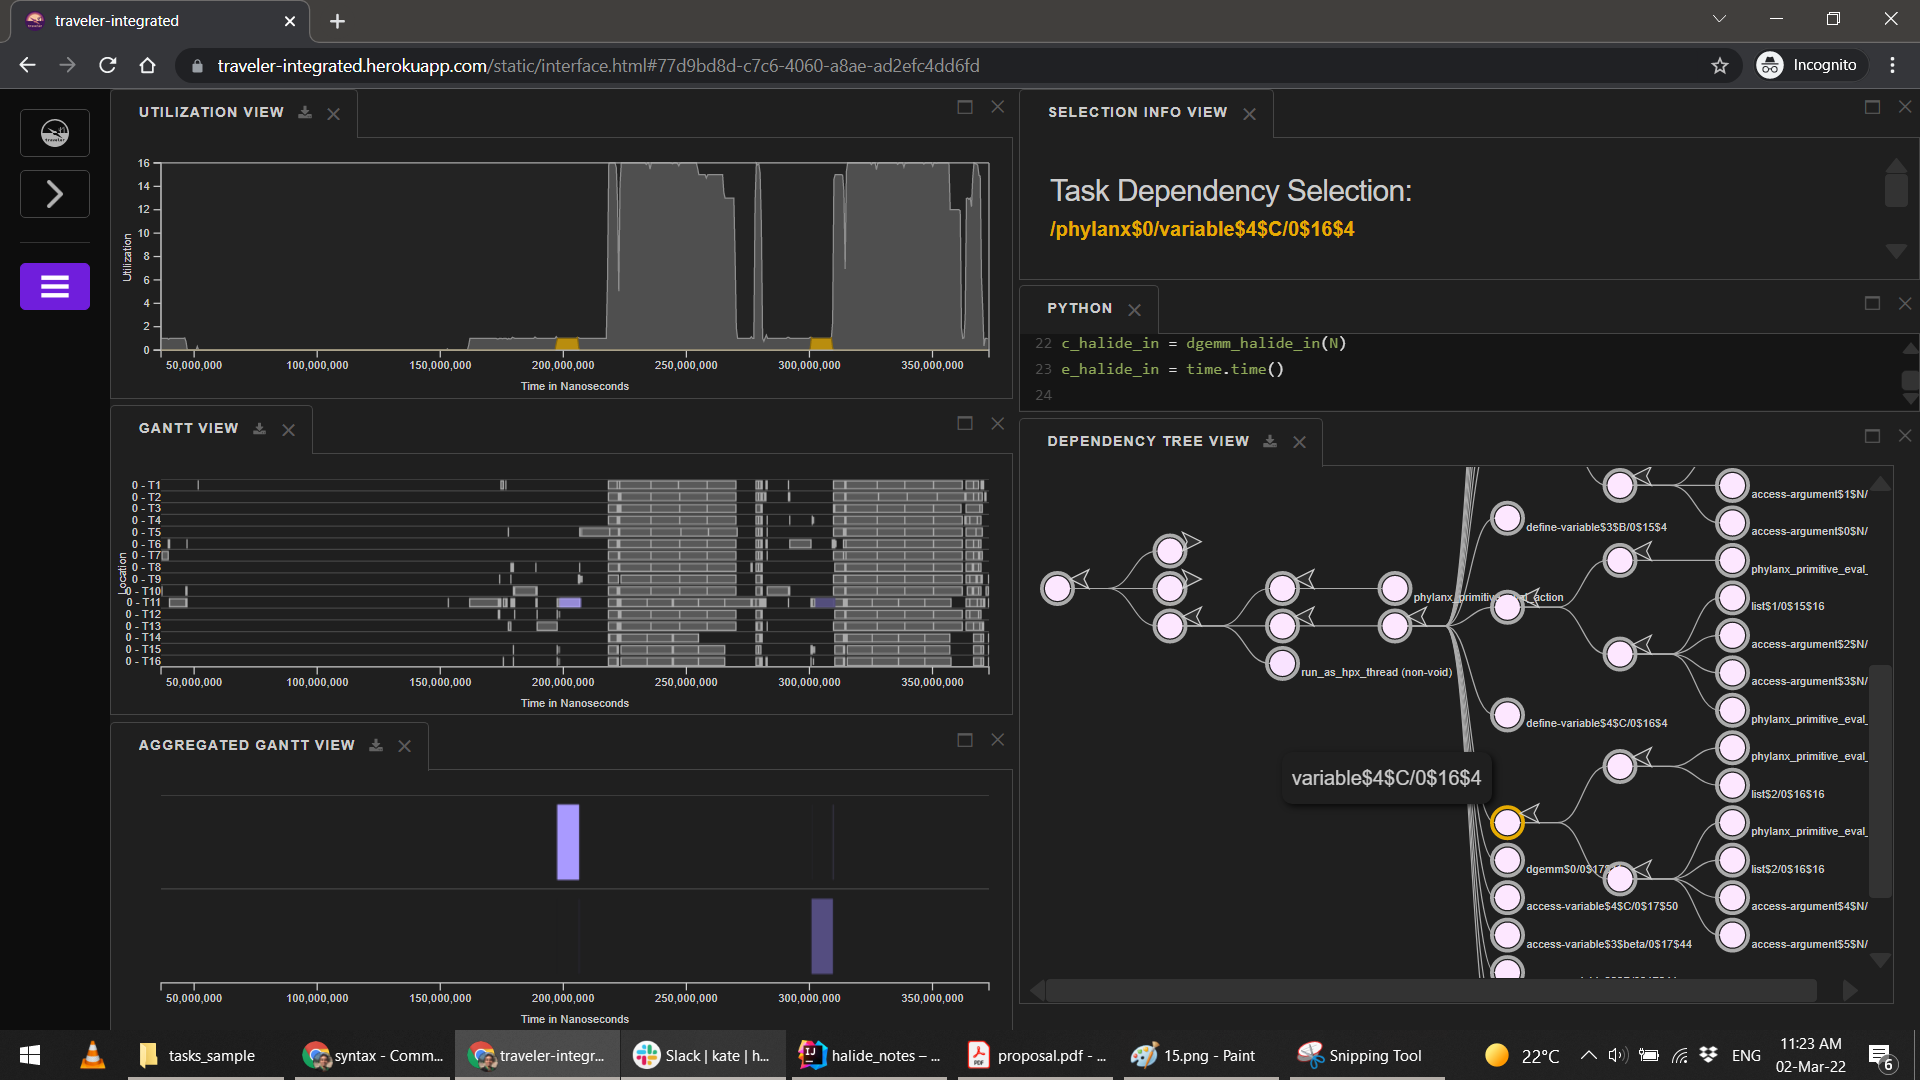 traveler-integrated
traveler-integrated.herokuapp.com/static/interface.html#77d9bd8d-c7c6-4060-a8ae-ad2efc4dd6fd
Incognito
UTILIZATION VIEW
16
14
12
10
8
6
4
2
0
Utilization
50,000,000 100,000,000 150,000,000 200,000,000 250,000,000 300,000,000 350,000,000
Time in Nanoseconds
GANTT VIEW
0 - T1
0 - T2
0 - T3
0 - T4
0 - T5
0 - T6
0 - T7
0 - T8
0 - T9
0 - T10
0 - T11
0 - T12
0 - T13
0 - T14
0 - T15
0 - T16
Location
50,000,000 100,000,000 150,000,000 200,000,000 250,000,000 300,000,000 350,000,000
Time in Nanoseconds
AGGREGATED GANTT VIEW
50,000,000 100,000,000 150,000,000 200,000,000 250,000,000 300,000,000 350,000,000
Time in Nanoseconds
SELECTION INFO VIEW
Task Dependency Selection:
/phylanx$0/variable$4$C/0$16$4
PYTHON
22 c_halide_in = dgemm_halide_in(N)
23 e_halide_in = time.time()
24
DEPENDENCY TREE VIEW
access-argument$1$N/
define-variable$3$B/0$15$4
access-argument$0$N/
phylanx_primitive_eval_
phylanx_primitive_eval_action
list$1/0$15$16
access-argument$2$N/
run_as_hpx_thread (non-void)
access-argument$3$N/
define-variable$4$C/0$16$4
phylanx_primitive_eval_
phylanx_primitive_eval_
variable$4$C/0$16$4
list$2/0$16$16
phylanx_primitive_eval_
dgemm$0/0$17
list$2/0$16$16
access-variable$4$C/0$17$50
access-argument$4$N/
access-variable$3$beta/0$17$44
access-argument$5$N/
tasks_sample
syntax - Comm...
traveler-integr...
Slack | kate | h...
halide_notes – ...
proposal.pdf - ...
15.png - Paint
Snipping Tool
22°C
ENG
11:23 AM
02-Mar-22
6